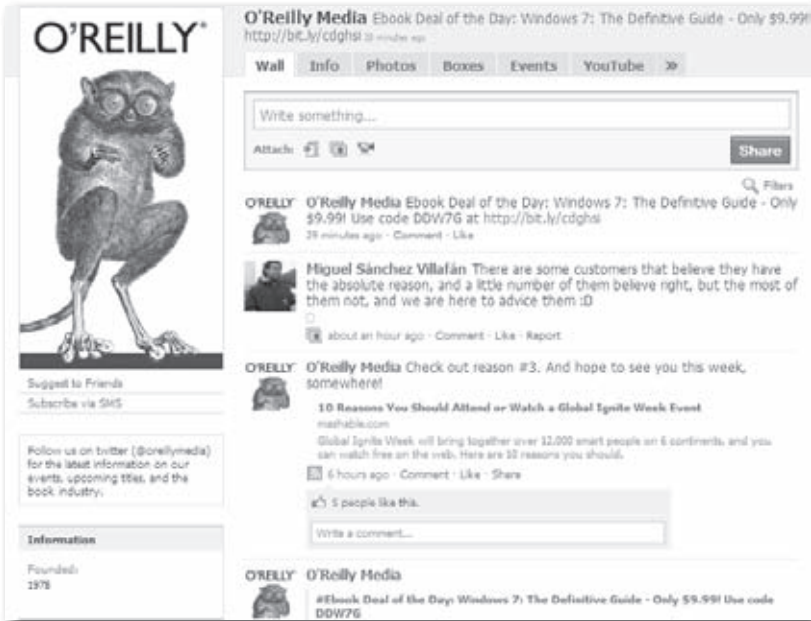 O'REILLY®
Suggest to Friends
Subscribe via SMS
Follow us on twitter (@oreillymedia)
for the latest information on our
events, upcoming titles, and the
book industry.
Information
Founded:
1978
O'Reilly Media Ebook Deal of the Day: Windows 7: The Definitive Guide - Only $9.99!
http://bit.ly/cdghsi 29 minutes ago
Wall Info Photos Boxes Events YouTube »
Write something...
Attach:
Share
Filters
O'REILLY
O'Reilly Media Ebook Deal of the Day: Windows 7: The Definitive Guide - Only
$9.99! Use code DDW7G at http://bit.ly/cdghsi
29 minutes ago · Comment · Like
Miguel Sánchez Villafán There are some customers that believe they have
the absolute reason, and a little number of them believe right, but the most of
them not, and we are here to advice them :D
about an hour ago · Comment · Like · Report
O'REILLY
O'Reilly Media Check out reason #3. And hope to see you this week,
somewhere!
10 Reasons You Should Attend or Watch a Global Ignite Week Event
mashable.com
Global Ignite Week will bring together over 12,000 smart people on 6 continents, and you
can watch free on the web. Here are 10 reasons you should.
6 hours ago · Comment · Like · Share
5 people like this.
Write a comment...
O'REILLY
O'Reilly Media
#Ebook Deal of the Day: Windows 7: The Definitive Guide - Only $9.99! Use code
DDW7G